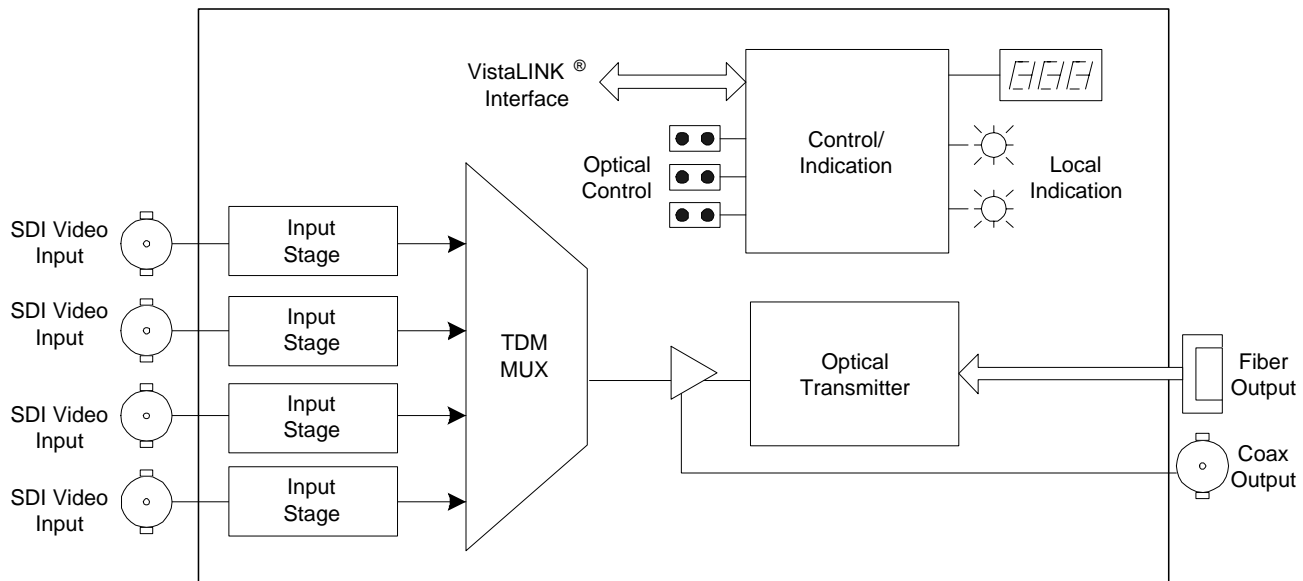 VistaLINK ®
Interface
Optical
Control
Control/
Indication
Local
Indication
SDI Video
Input
Input
Stage
SDI Video
Input
Input
Stage
SDI Video
Input
Input
Stage
SDI Video
Input
Input
Stage
TDM
MUX
Optical
Transmitter
Fiber
Output
Coax
Output